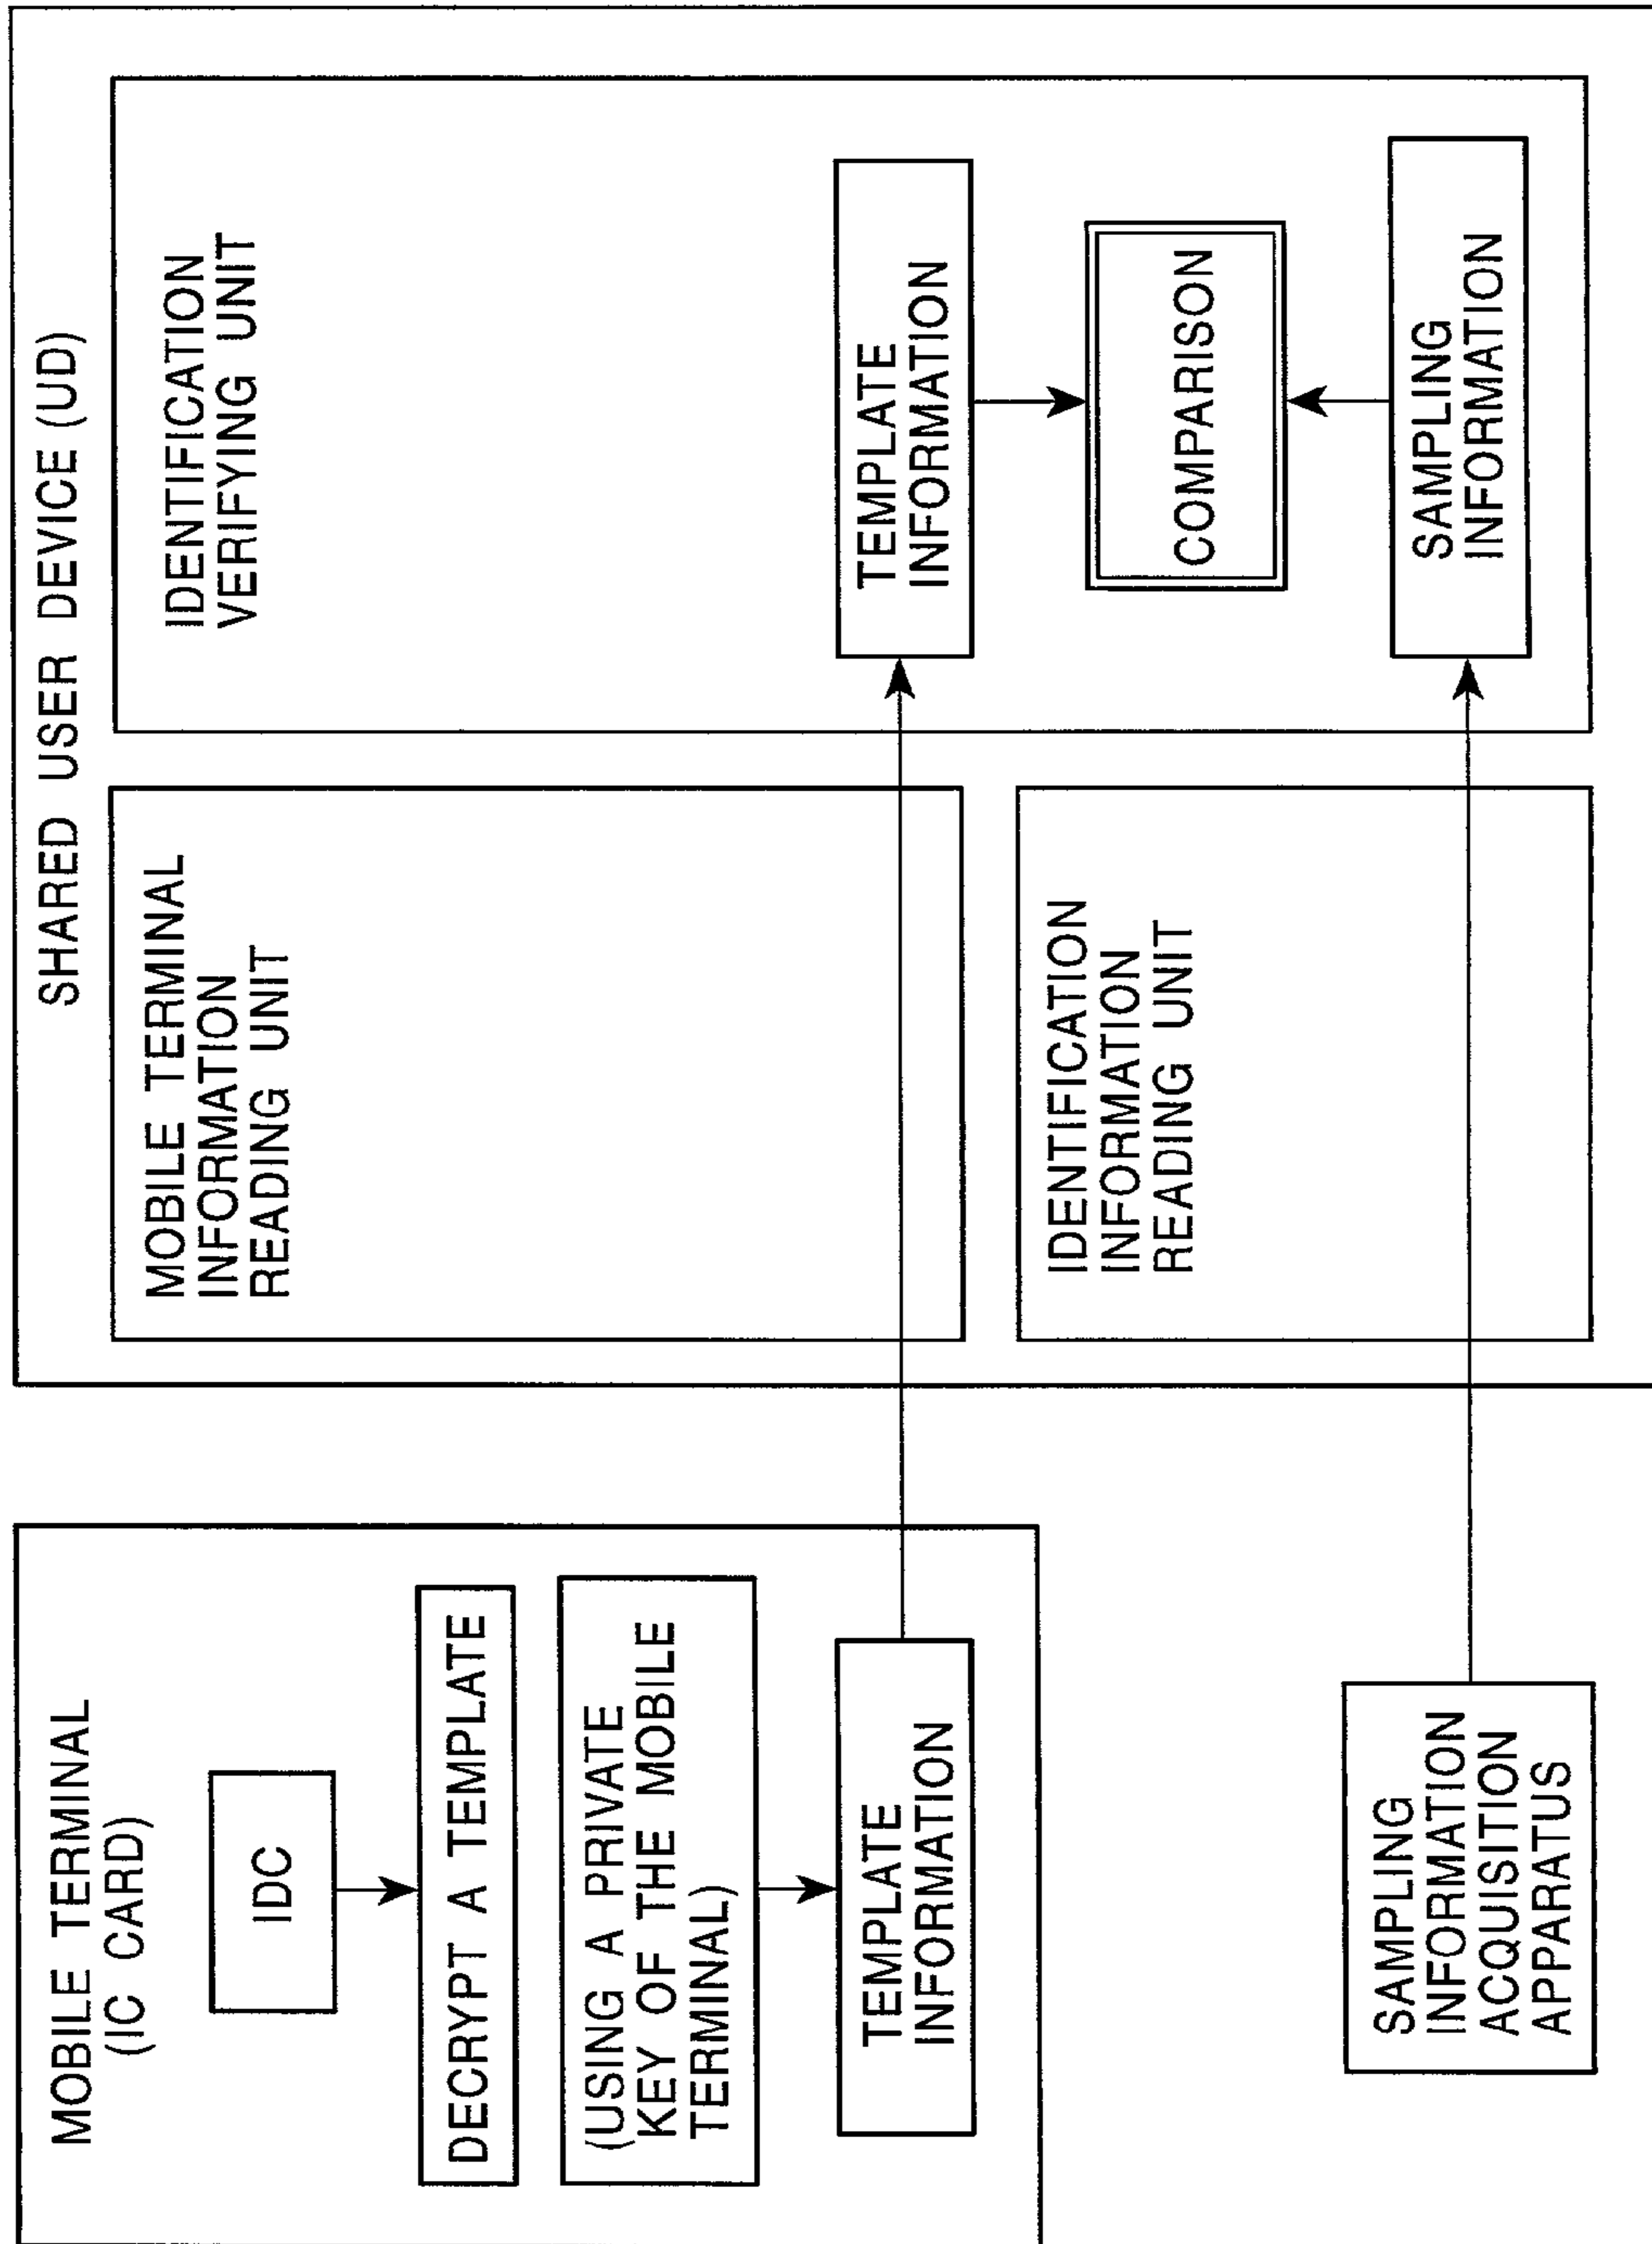 MOBILE TERMINAL
(IC CARD)
IDC
DECRYPT A TEMPLATE
(USING A PRIVATE
KEY OF THE MOBILE
TERMINAL)
TEMPLATE
INFORMATION
SAMPLING
INFORMATION
ACQUISITION
APPARATUS
SHARED USER DEVICE (UD)
MOBILE TERMINAL
INFORMATION
READING UNIT
IDENTIFICATION
INFORMATION
READING UNIT
IDENTIFICATION
VERIFYING UNIT
TEMPLATE
INFORMATION
COMPARISON
SAMPLING
INFORMATION